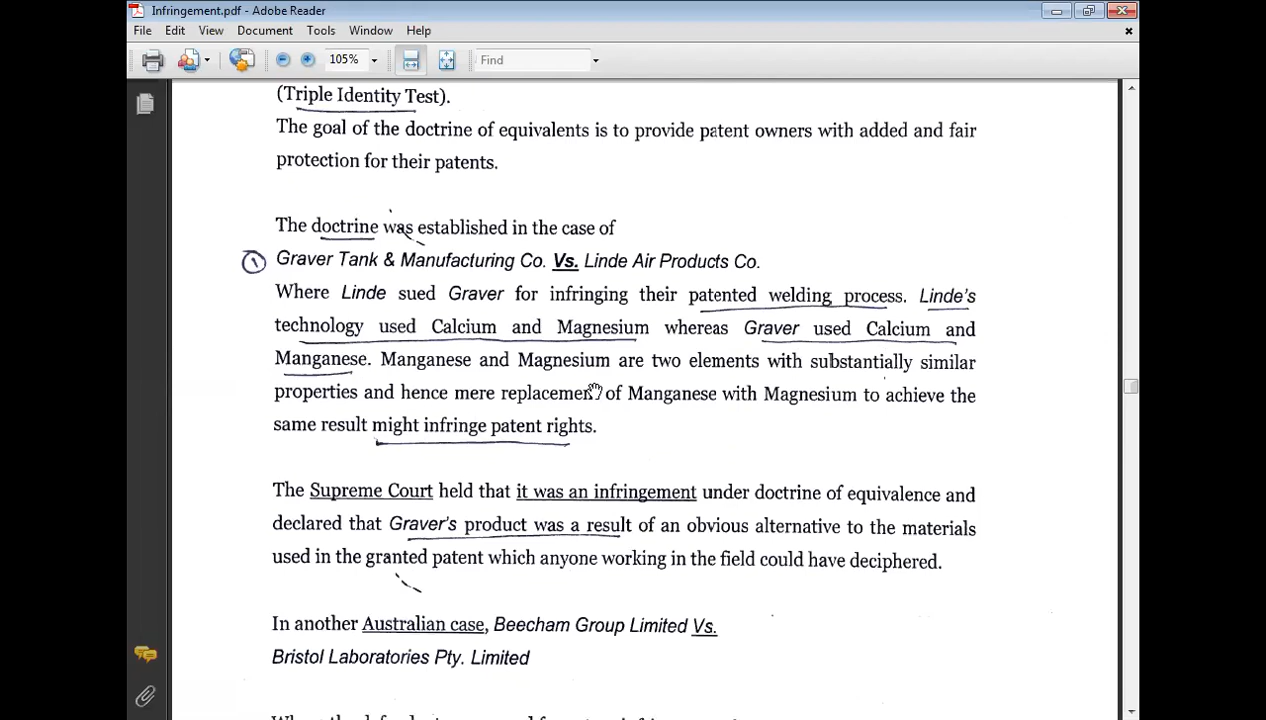 Infringement.pdf - Adobe Reader
File Edit View Document Tools Window Help
105% Find
(Triple Identity Test).
The goal of the doctrine of equivalents is to provide patent owners with added and fair
protection for their patents.
The doctrine was established in the case of
1 Graver Tank & Manufacturing Co. Vs. Linde Air Products Co.
Where Linde sued Graver for infringing their patented welding process. Linde's
technology used Calcium and Magnesium whereas Graver used Calcium and
Manganese. Manganese and Magnesium are two elements with substantially similar
properties and hence mere replacement of Manganese with Magnesium to achieve the
same result might infringe patent rights.
The Supreme Court held that it was an infringement under doctrine of equivalence and
declared that Graver's product was a result of an obvious alternative to the materials
used in the granted patent which anyone working in the field could have deciphered.
In another Australian case, Beecham Group Limited Vs.
Bristol Laboratories Pty. Limited